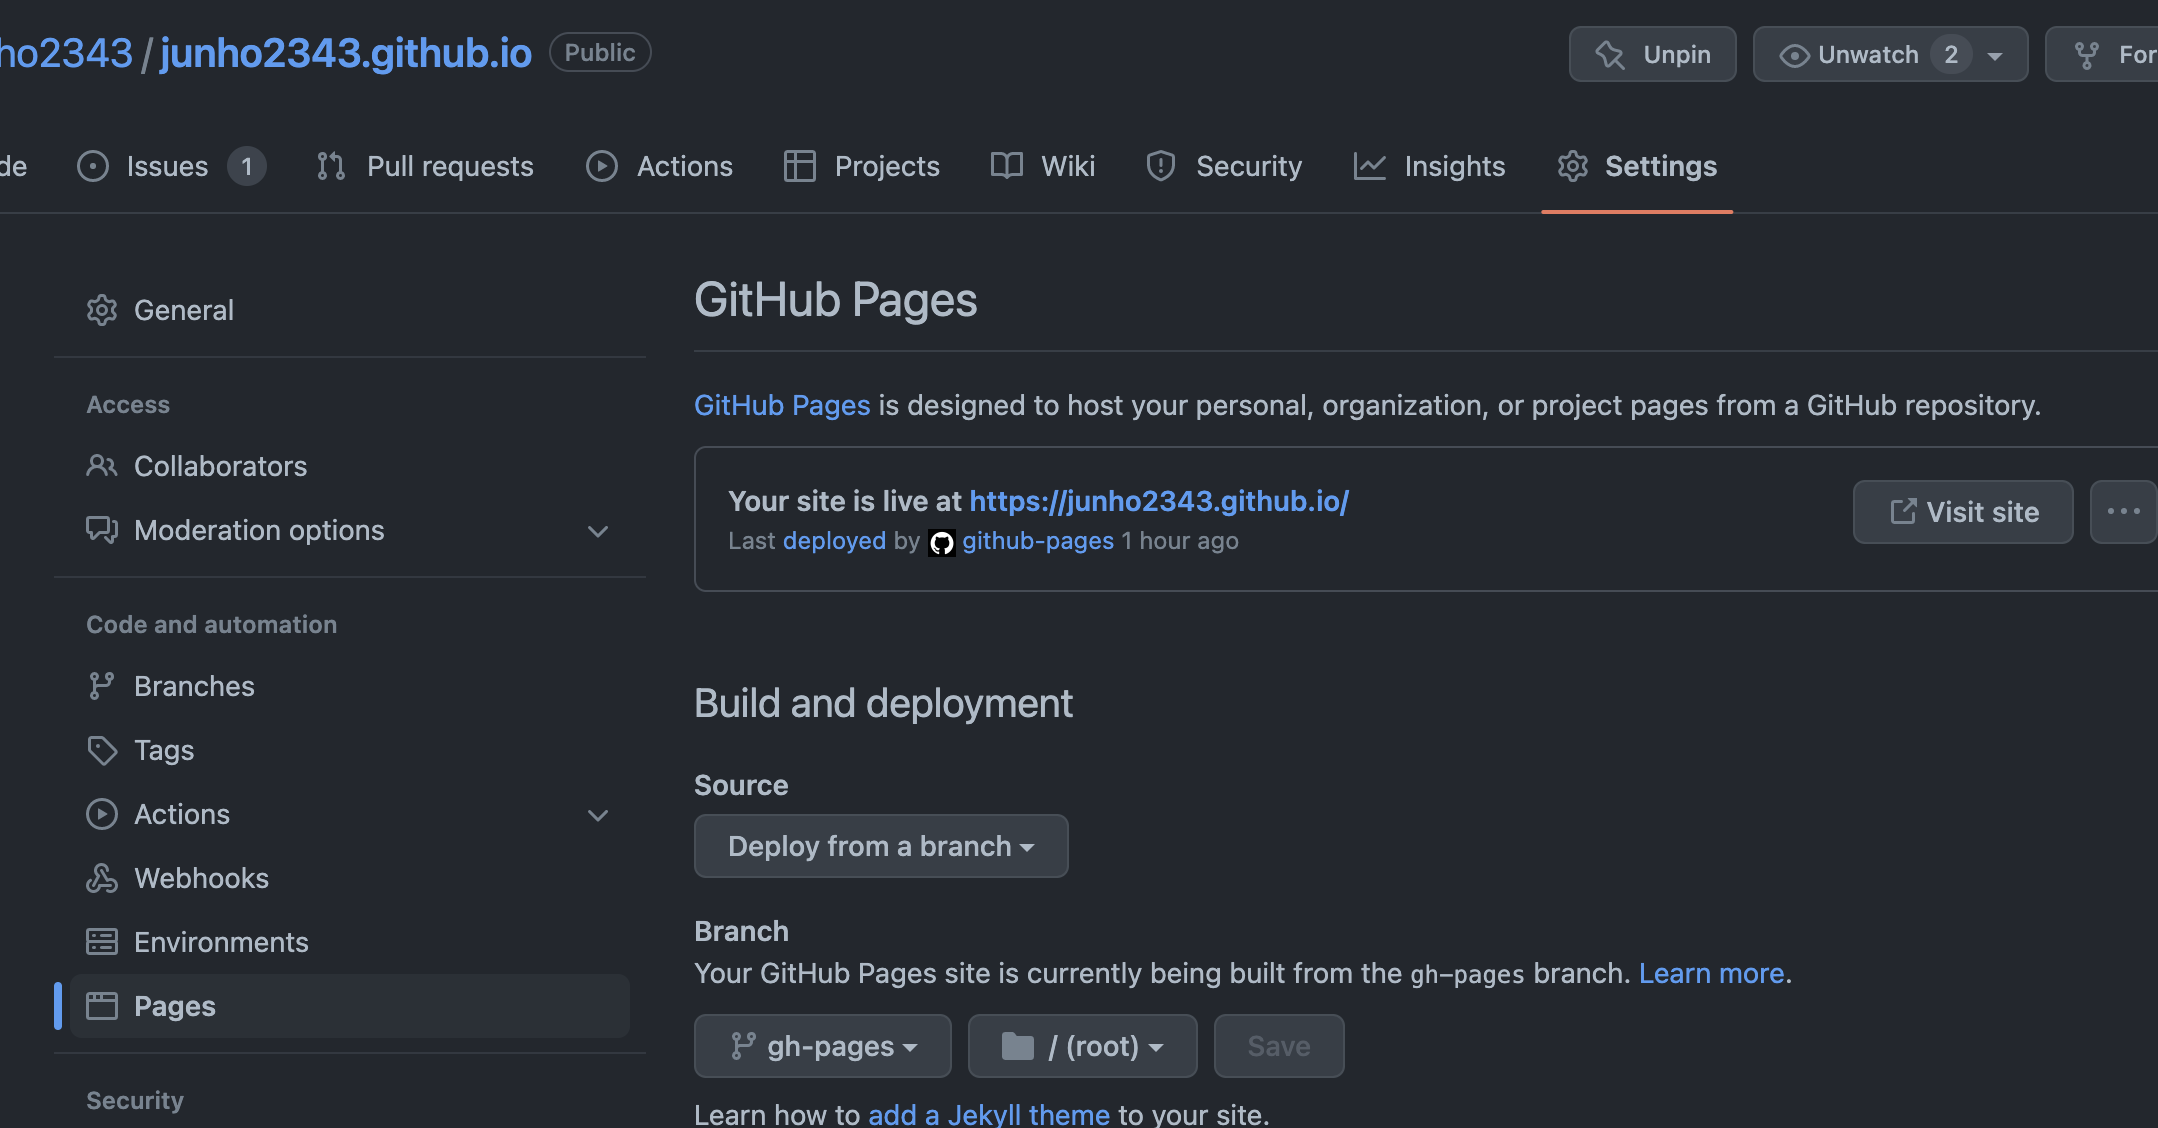 ho2343 / junho2343.github.io Public Unpin Unwatch 2 For
de Issues 1 Pull requests Actions Projects Wiki Security Insights Settings
General
Access
Collaborators
Moderation options
Code and automation
Branches
Tags
Actions
Webhooks
Environments
Pages
Security
GitHub Pages
GitHub Pages is designed to host your personal, organization, or project pages from a GitHub repository.
Your site is live at https://junho2343.github.io/
Last deployed by github-pages 1 hour ago
Visit site
Build and deployment
Source
Deploy from a branch
Branch
Your GitHub Pages site is currently being built from the gh-pages branch. Learn more.
gh-pages / (root) Save
Learn how to add a Jekyll theme to your site.